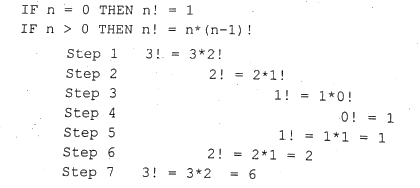 IF n = 0 THEN n! = 1
IF n > 0 THEN n! = n*(n-1)!
Step 1 3! = 3*2!
Step 2 2! = 2*1!
Step 3 1! = 1*0!
Step 4 0! = 1
Step 5 1! = 1*1 = 1
Step 6 2! = 2*1 = 2
Step 7 3! = 3*2 = 6